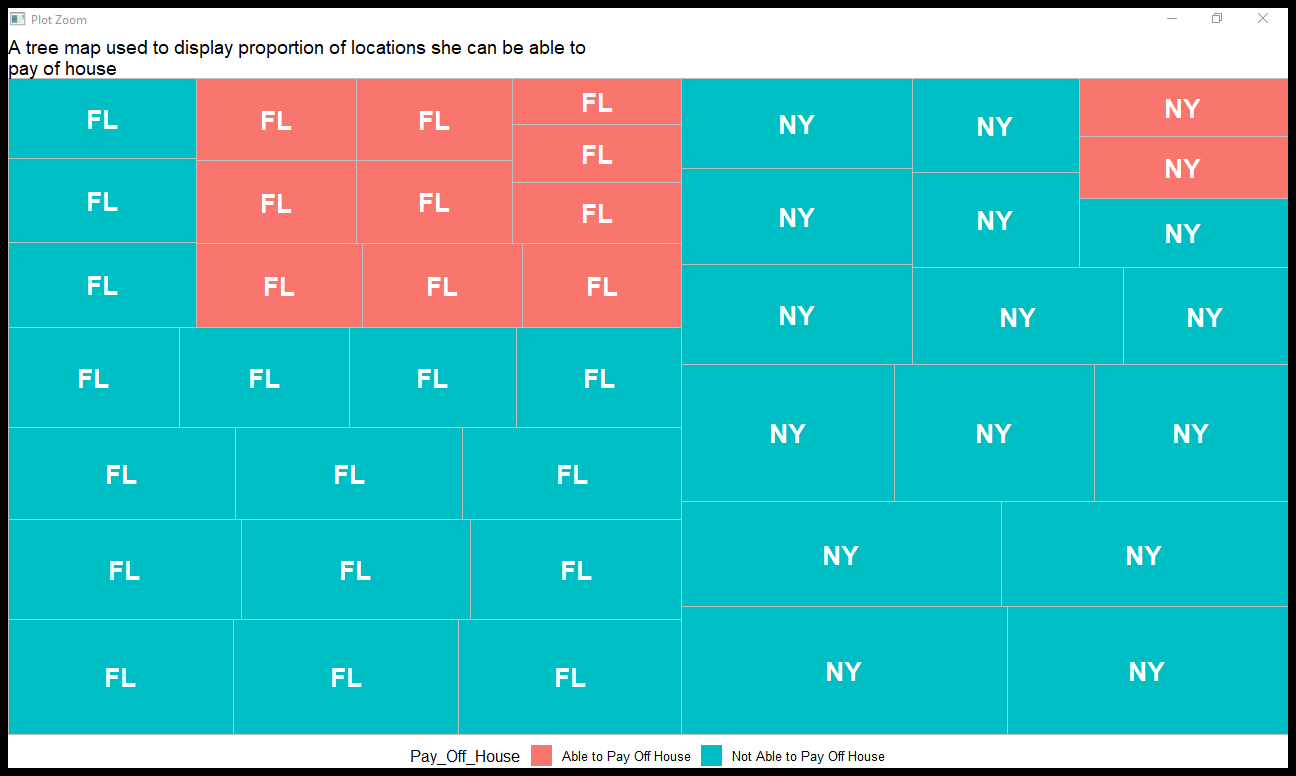 Plot Zoom
A tree map used to display proportion of locations she can be able to
pay of house
FL FL FL FL NY NY NY
FL
FL FL FL FL NY NY NY
FL NY
FL FL FL FL NY NY NY
FL FL FL FL NY NY NY
FL FL FL
FL FL FL NY NY
FL FL FL NY NY
Pay_Off_House Able to Pay Off House Not Able to Pay Off House